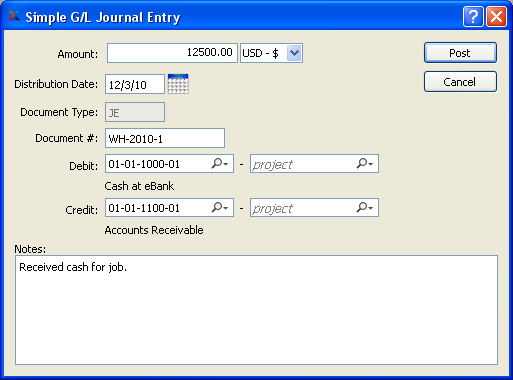 Simple G/L Journal Entry
Amount: 12500.00 USD - $ Post
Distribution Date: 12/3/10 Cancel
Document Type: JE
Document #: WH-2010-1
Debit: 01-01-1000-01 - project
Cash at eBank
Credit: 01-01-1100-01 - project
Accounts Receivable
Notes:
Received cash for job.